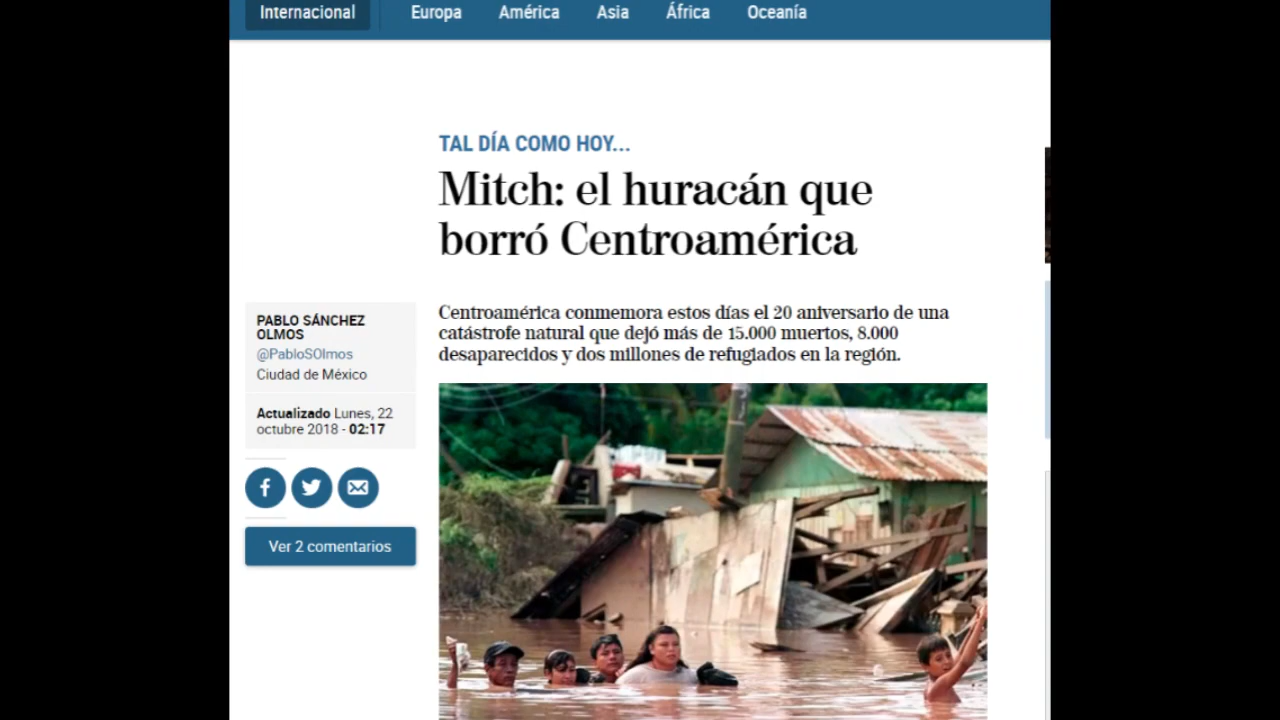 Internacional Europa América Asia África Oceanía
TAL DÍA COMO HOY...
Mitch: el huracán que
borró Centroamérica
Centroamérica conmemora estos días el 20 aniversario de una
catástrofe natural que dejó más de 15.000 muertos, 8.000
desaparecidos y dos millones de refugiados en la región.
PABLO SÁNCHEZ
OLMOS
@PabloSOlmos
Ciudad de México
Actualizado Lunes, 22
octubre 2018 - 02:17
Ver 2 comentarios